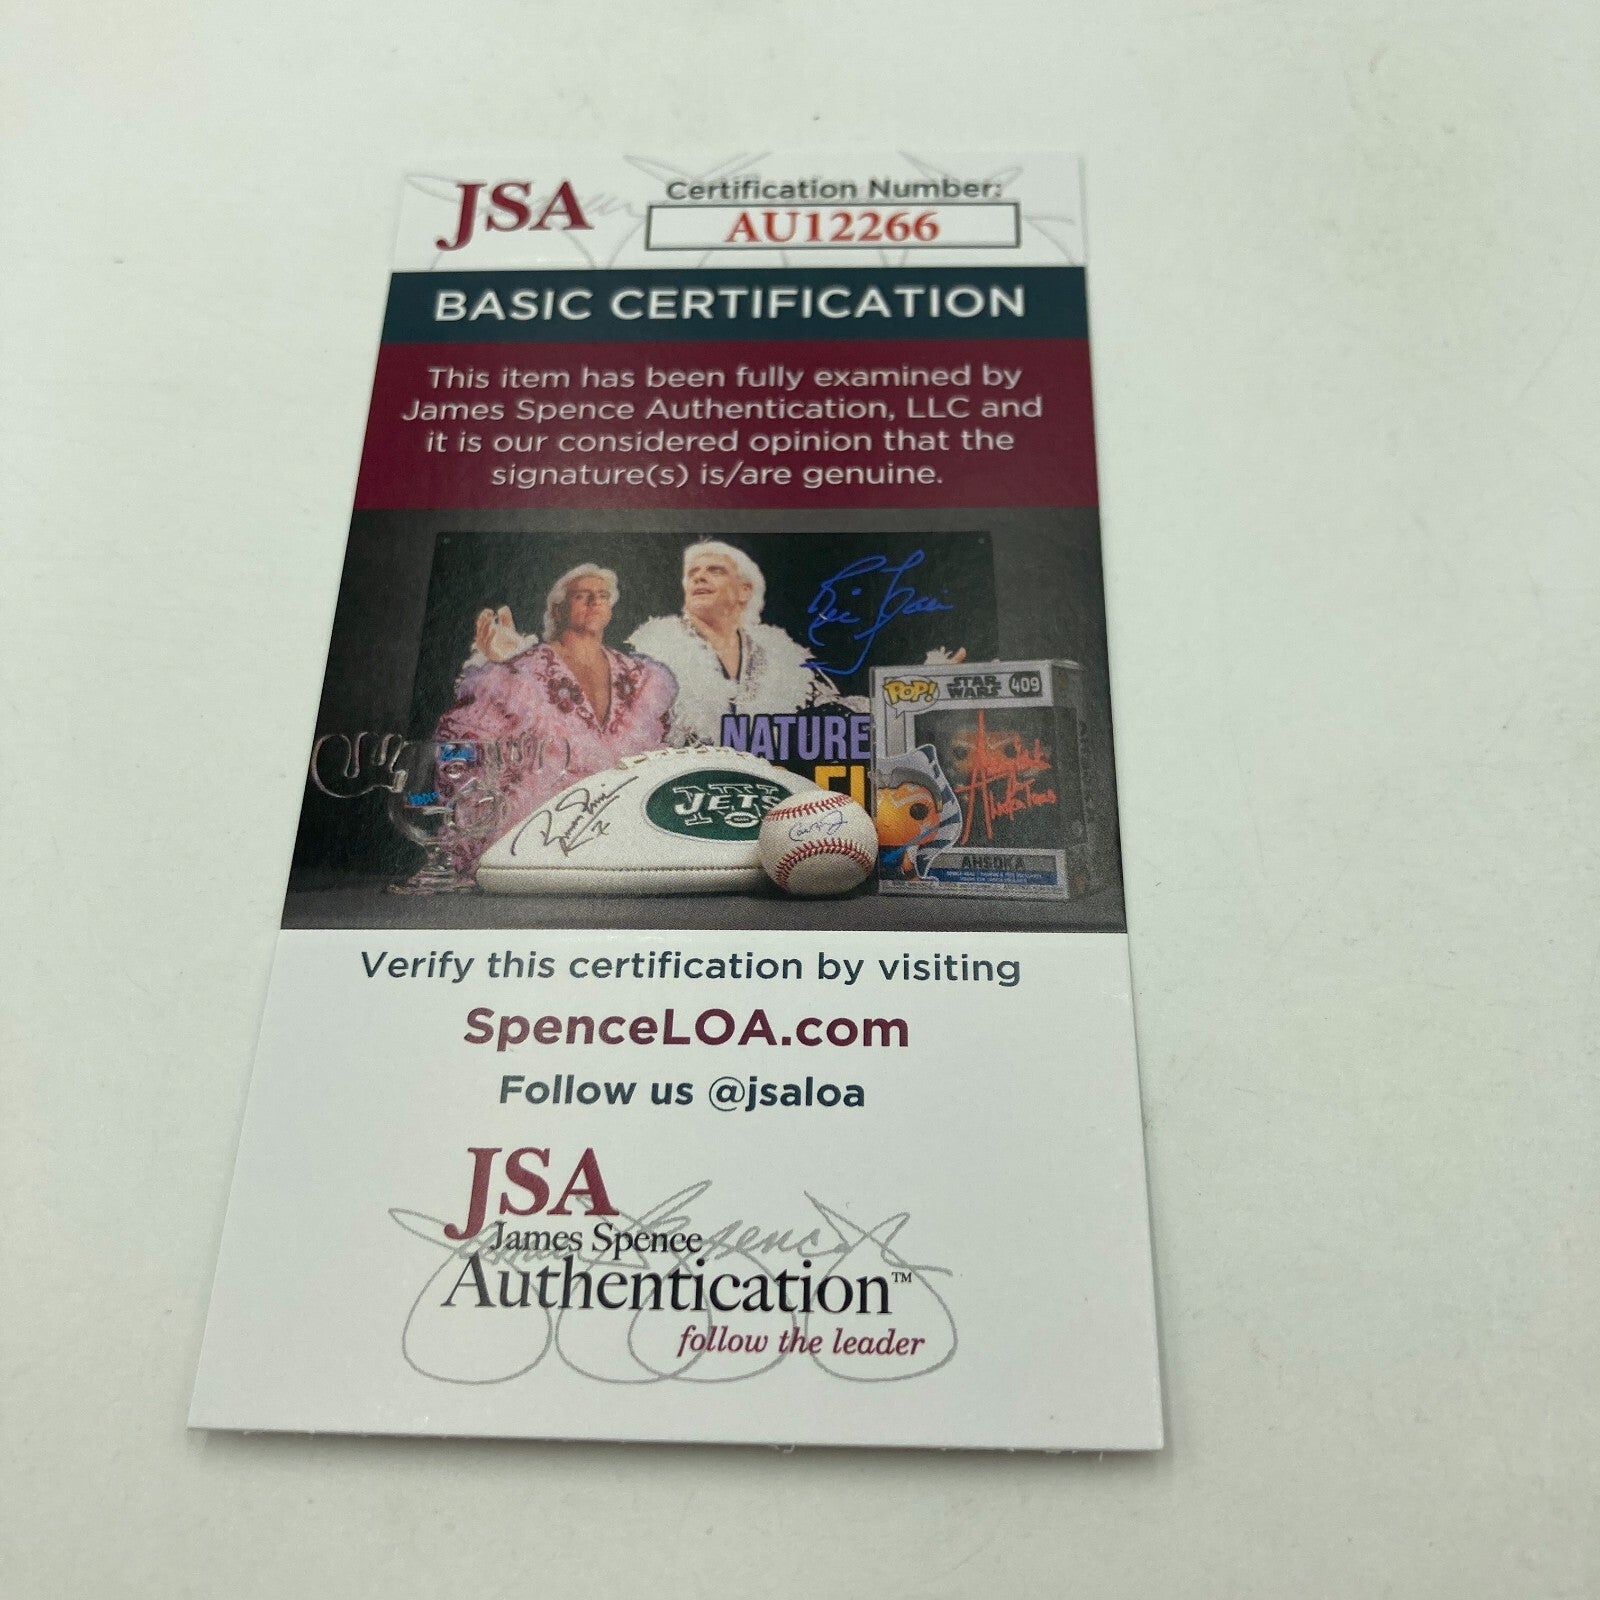 JSA
Certification Number:
AU12266
BASIC CERTIFICATION
This item has been fully examined by
James Spence Authentication, LLC and
it is our considered opinion that the
signature(s) is/are genuine.
POP! STAR WARS 409
NATURE
JETS
AHSOKA
Verify this certification by visiting
SpenceLOA.com
Follow us @jsaloa
JSA
James Spence
Authentication™
follow the leader